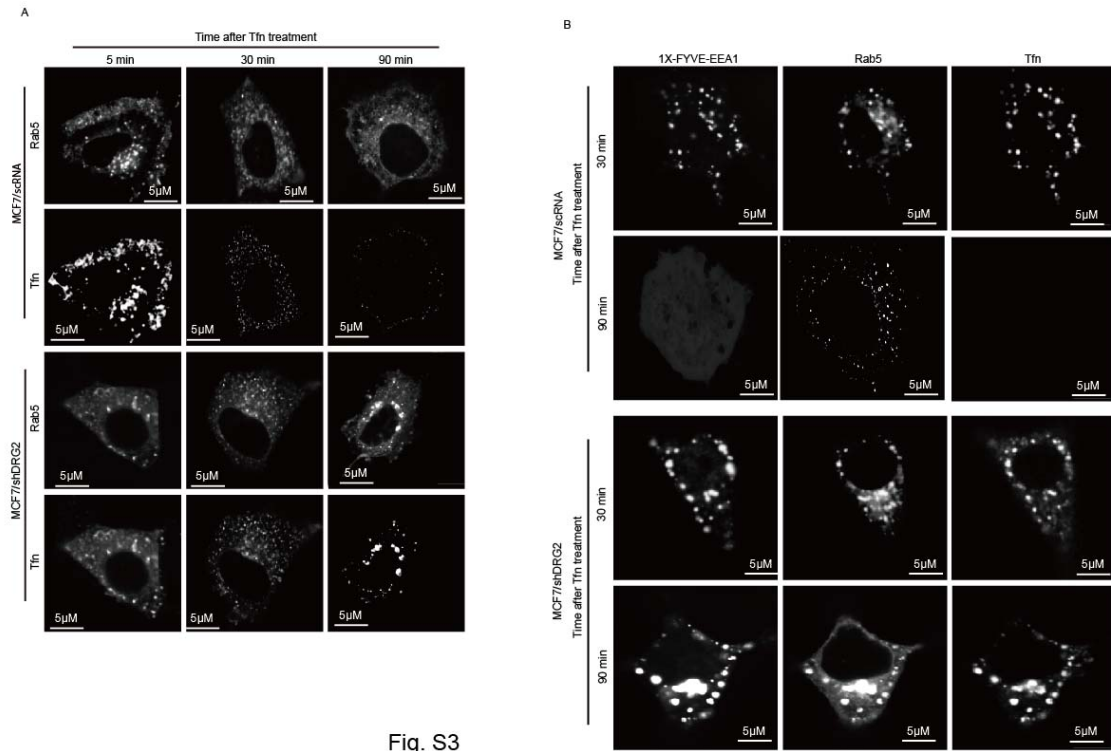 A
Time after Tfn treatment
5 min 30 min 90 min
MCF7/scRNA
Rab5
5µM 5µM 5µM
Tfn
5µM 5µM 5µM
MCF7/shDRG2
Rab5
5µM 5µM 5µM
Tfn
5µM 5µM 5µM
B
1X-FYVE-EEA1 Rab5 Tfn
MCF7/scRNA
Time after Tfn treatment
30 min
5µM 5µM 5µM
90 min
5µM 5µM 5µM
MCF7/shDRG2
Time after Tfn treatment
30 min
5µM 5µM 5µM
90 min
5µM 5µM 5µM
Fig. S3